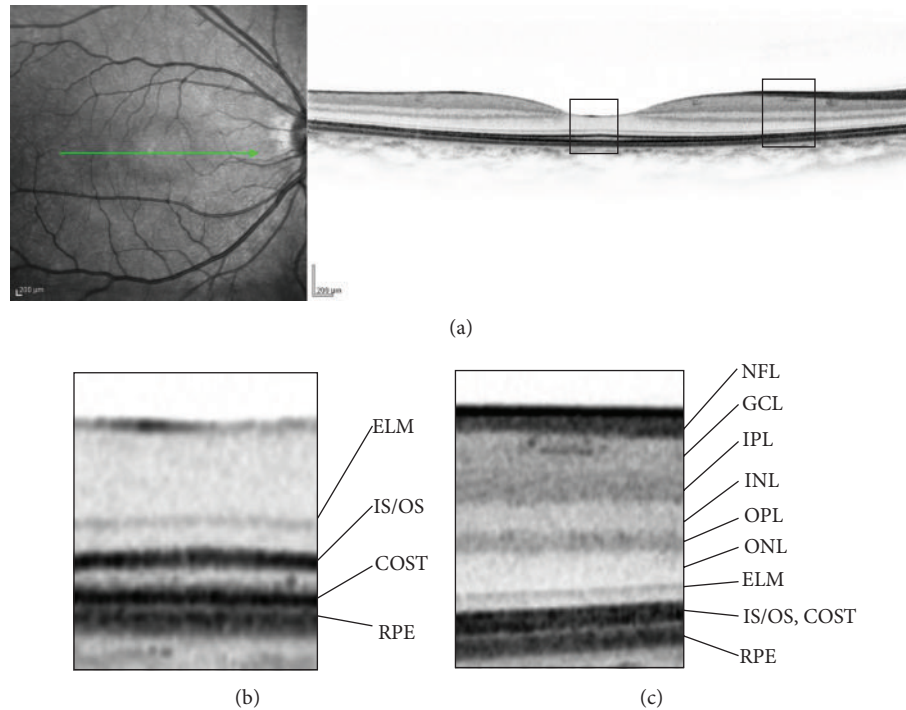 200 µm
200 µm
(a)
ELM
IS/OS
COST
RPE
(b)
NFL
GCL
IPL
INL
OPL
ONL
ELM
IS/OS, COST
RPE
(c)